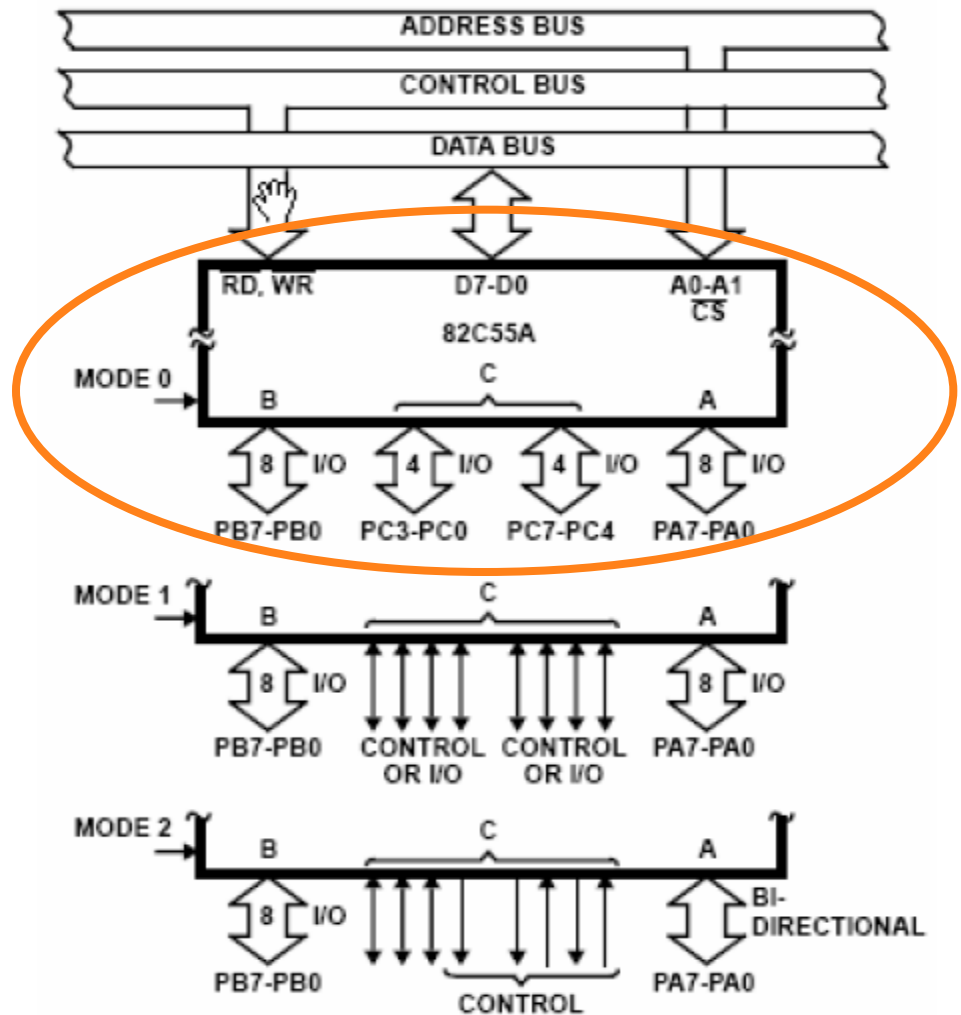 ADDRESS BUS
CONTROL BUS
DATA BUS
RD, WR D7-D0 A0-A1
CS
82C55A
MODE 0
B C A
8 I/O 4 I/O 4 I/O 8 I/O
PB7-PB0 PC3-PC0 PC7-PC4 PA7-PA0
MODE 1
B C A
8 I/O 8 I/O
PB7-PB0 CONTROL OR I/O CONTROL OR I/O PA7-PA0
MODE 2
B C A
8 I/O BI-DIRECTIONAL
PB7-PB0 CONTROL PA7-PA0